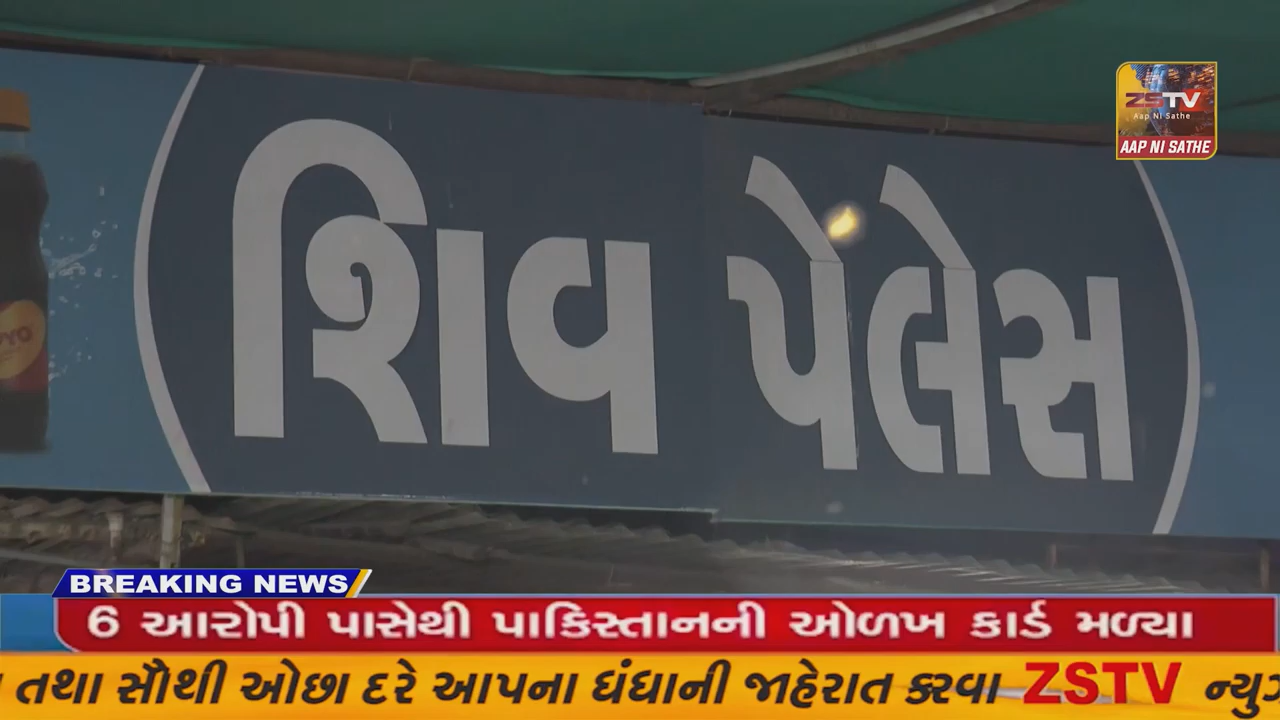 ZSTV
Aap Ni Sathe
AAP NI SATHE
શિવ પેલેસ
BREAKING NEWS
6 આરોપી પાસેથી પાકિસ્તાનની ઓળખ કાર્ડ મળ્યા
તથા સૌથી ઓછા દરે આપના ધંધાની જાહેરાત કરવા ZSTV